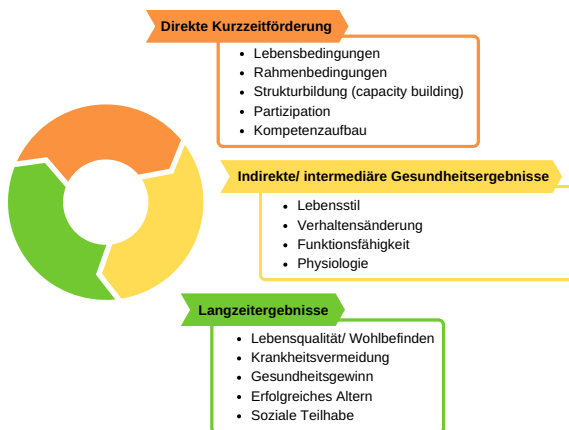 Direkte Kurzzeitförderung
Lebensbedingungen
Rahmenbedingungen
Strukturbildung (capacity building)
Partizipation
Kompetenzaufbau
Indirekte/ intermediäre Gesundheitsergebnisse
Lebensstil
Verhaltensänderung
Funktionsfähigkeit
Physiologie
Langzeitergebnisse
Lebensqualität/ Wohlbefinden
Krankheitsvermeidung
Gesundheitsgewinn
Erfolgreiches Altern
Soziale Teilhabe